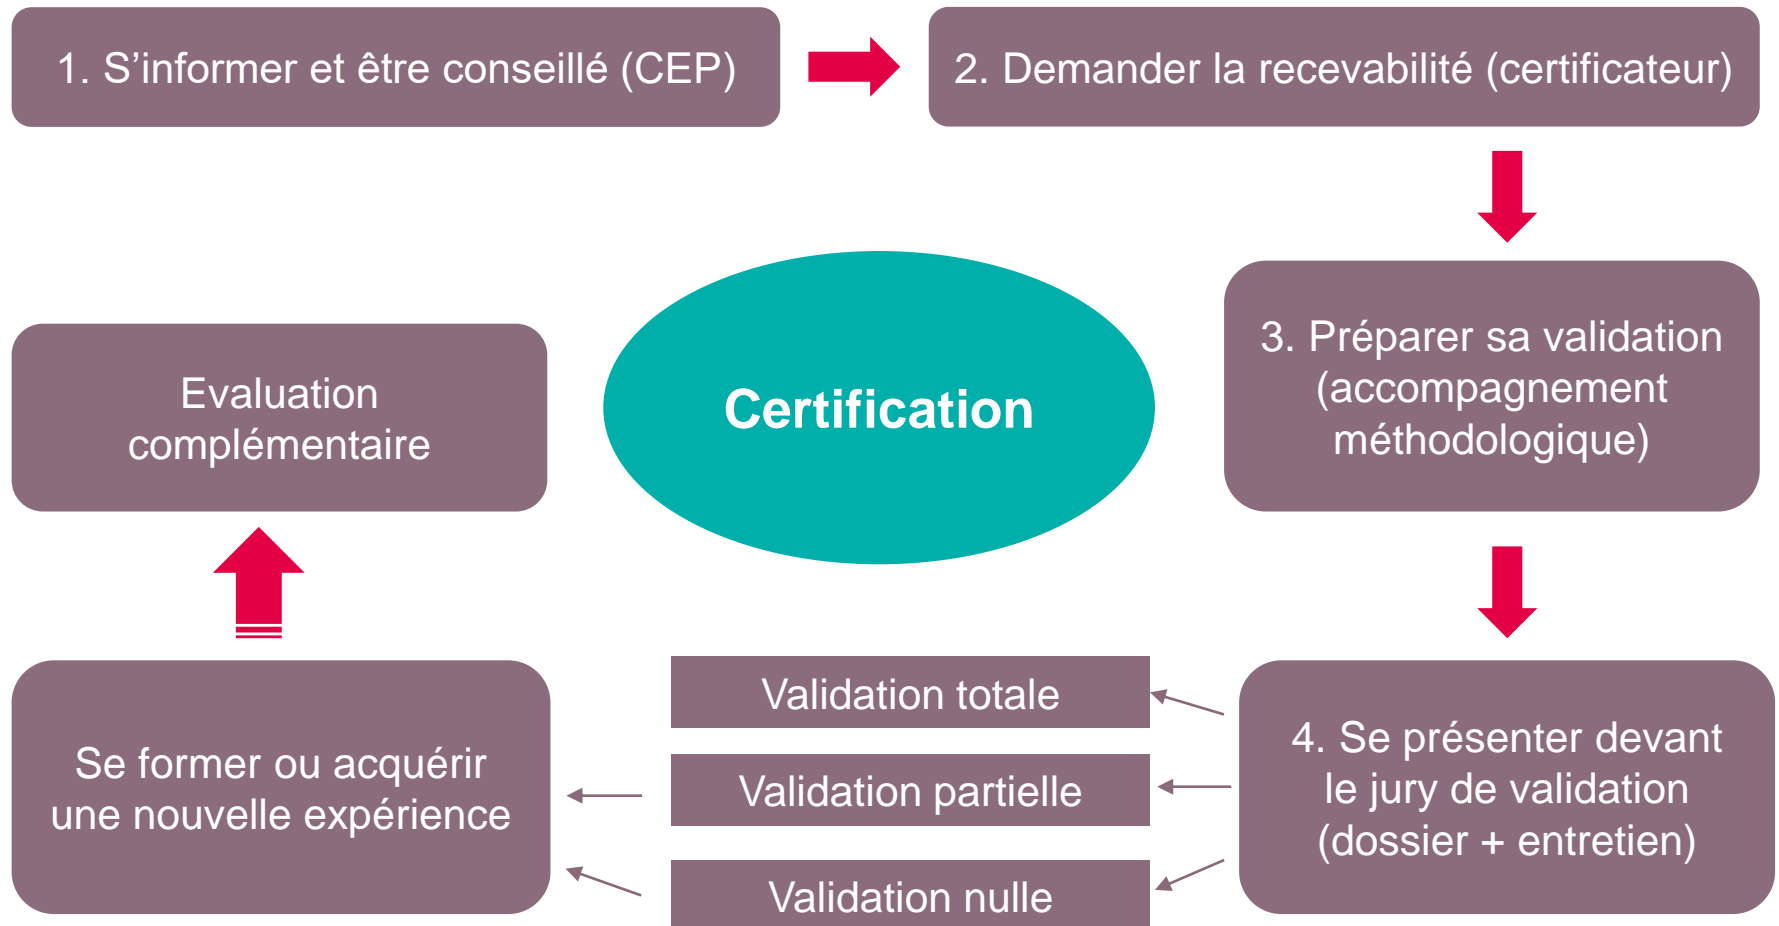 1. S’informer et être conseillé (CEP)
2. Demander la recevabilité (certificateur)
3. Préparer sa validation
(accompagnement
méthodologique)
Evaluation
complémentaire
Certification
4. Se présenter devant
le jury de validation
(dossier + entretien)
Validation totale
Validation partielle
Validation nulle
Se former ou acquérir
une nouvelle expérience